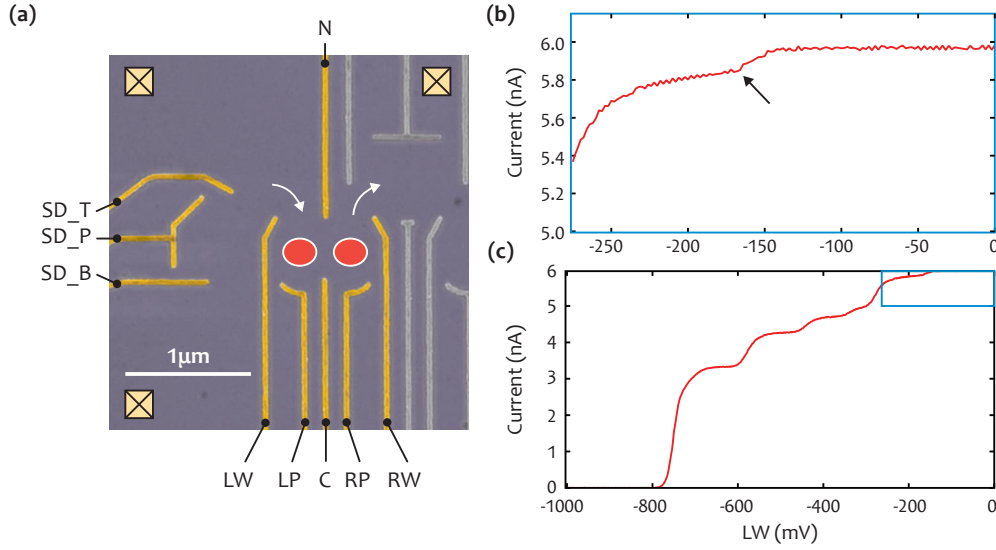 (a)
N
SD_T
SD_P
SD_B
1μm
LW
LP
C
RP
RW
(b)
Current (nA)
6.0
5.8
5.6
5.4
5.2
5.0
-250
-200
-150
-100
-50
0
(c)
Current (nA)
6
5
4
3
2
1
0
-1000
-800
-600
-400
-200
0
LW (mV)